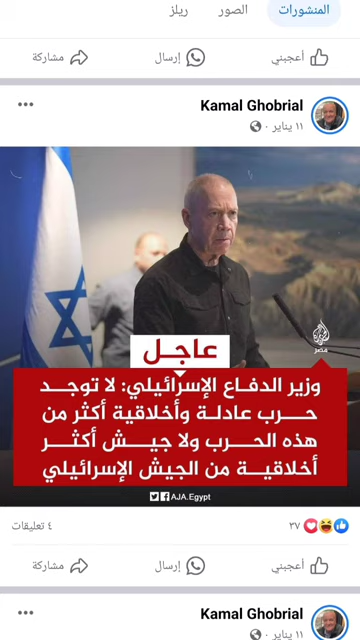 المنشورات
الصور
ريلز
أعجبني
إرسال
مشاركة
Kamal Ghobrial
١١ يناير ·
عاجل
مصر
وزير الدفاع الإسرائيلي: لا توجد
حرب عادلة وأخلاقية أكثر من
هذه الحرب ولا جيش أكثر
أخلاقية من الجيش الإسرائيلي
AJA.Egypt
٣٧
٤ تعليقات
أعجبني
إرسال
مشاركة
Kamal Ghobrial
١١ يناير ·